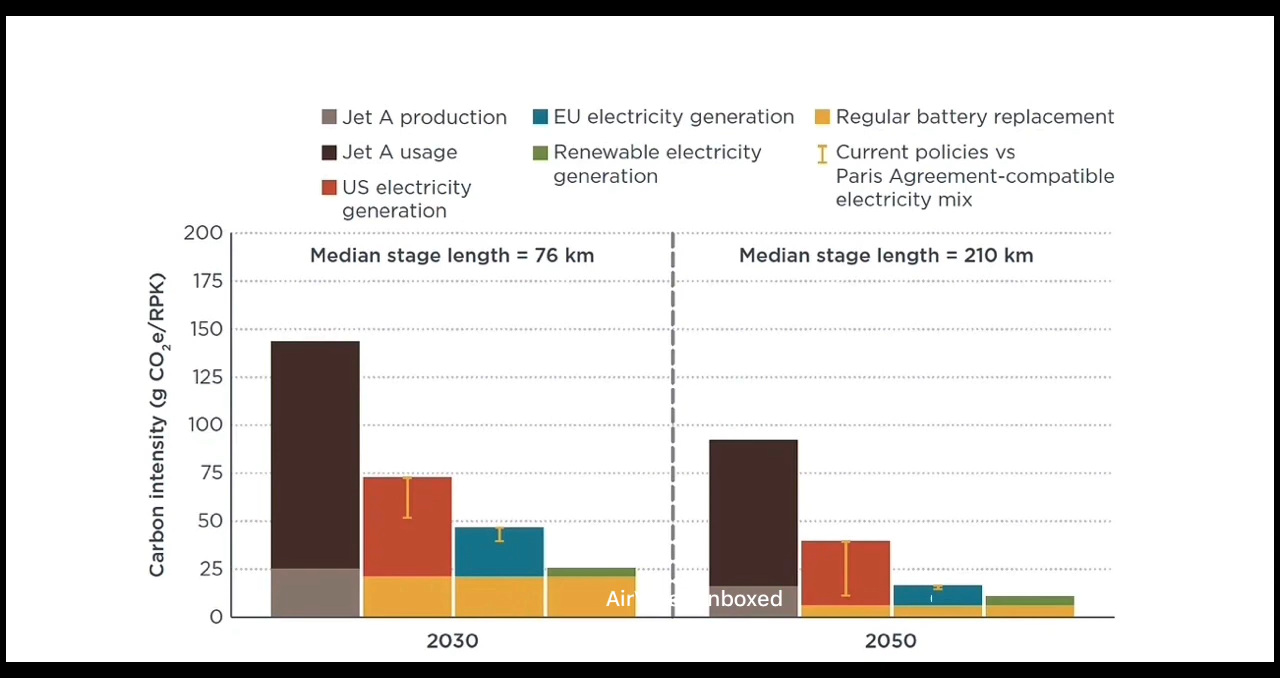 Jet A production
EU electricity generation
Regular battery replacement
Jet A usage
Renewable electricity
generation
Current policies vs
Paris Agreement-compatible
electricity mix
US electricity
generation
200
Median stage length = 76 km
Median stage length = 210 km
175
150
125
100
75
50
25
0
Carbon intensity (g CO₂e/RPK)
nboxed
2030
2050